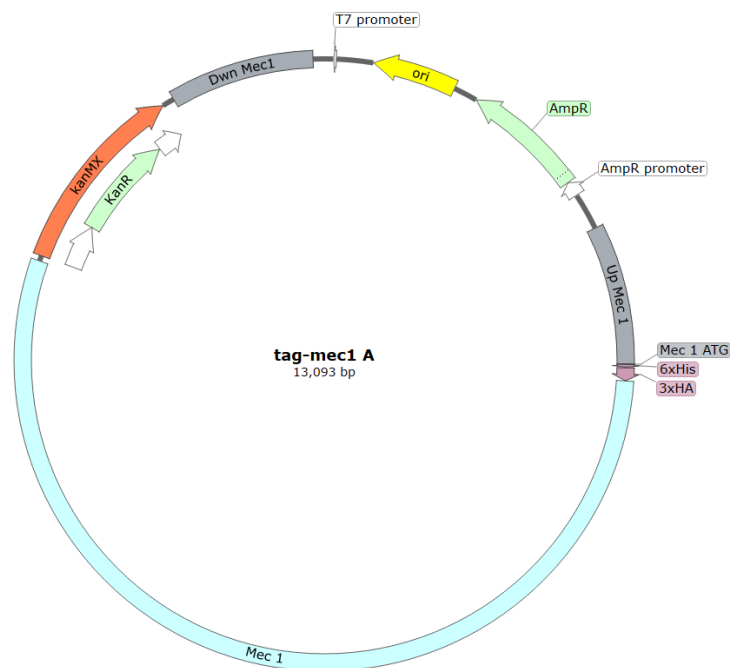 T7 promoter
Dwn Mec1
ori
AmpR
kanMX
KanR
AmpR promoter
Up Mec 1
tag-mec1 A
13,093 bp
Mec 1 ATG
6xHis
3xHA
Mec 1